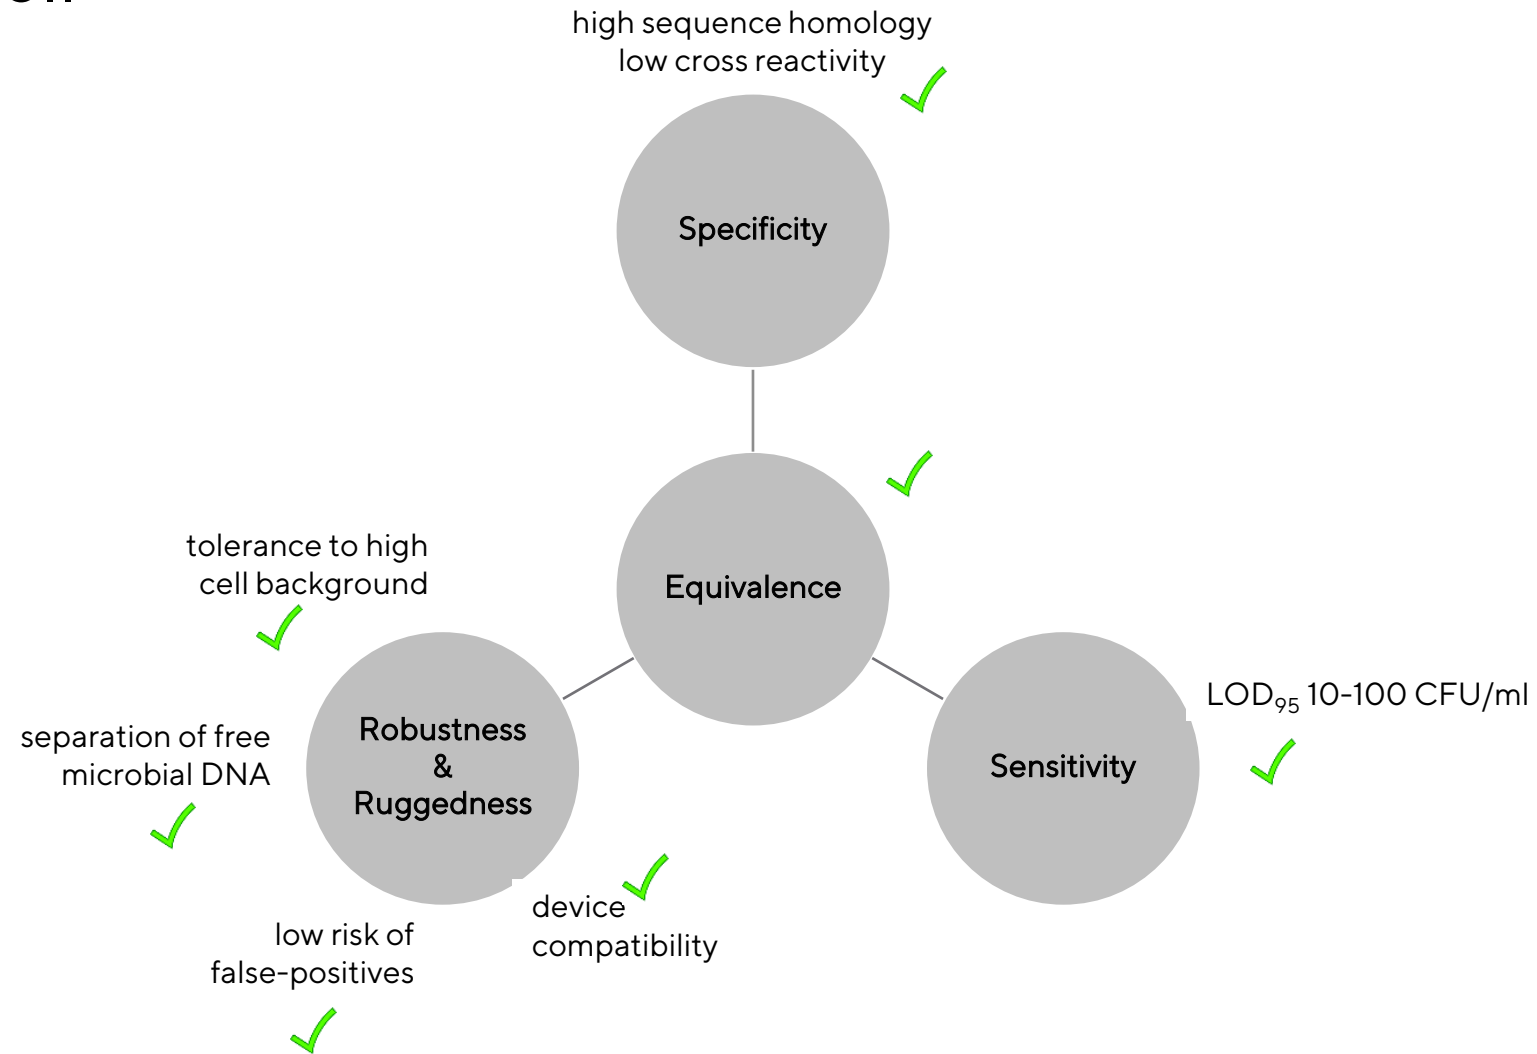 high sequence homology
low cross reactivity
Specificity
Equivalence
tolerance to high
cell background
Robustness
&
Ruggedness
separation of free
microbial DNA
low risk of
false-positives
device
compatibility
Sensitivity
LOD95 10-100 CFU/ml